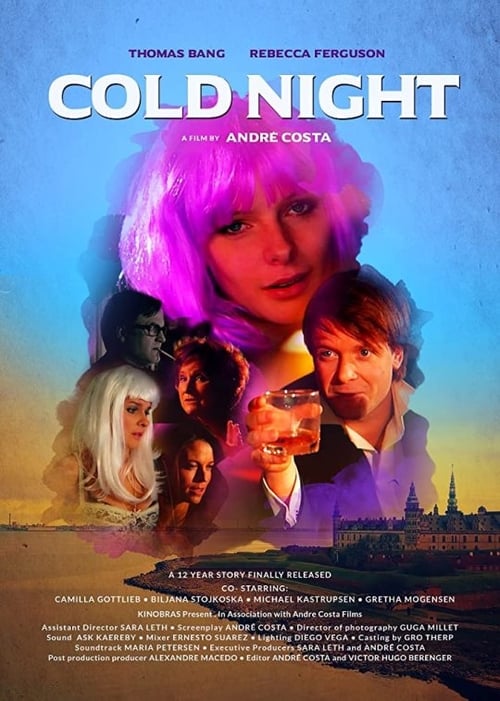 THOMAS BANG REBECCA FERGUSON
COLD NIGHT
A FILM BY ANDRÉ COSTA
A 12 YEAR STORY FINALLY RELEASED
CO- STARRING:
CAMILLA GOTTLIEB • BILJANA STOJKOSKA • MICHAEL KASTRUPSEN • GRETHA MOGENSEN
KINOBRAS Present . In Association with Andre Costa Films
Assistant Director SARA LETH • Screenplay ANDRÉ COSTA • Director of photography GUGA MILLET
Sound ASK KAEREBY • Mixer ERNESTO SUAREZ • Lighting DIEGO VEGA • Casting by GRO THERP
Soundtrack MARIA PETERSEN • Executive Producers SARA LETH and ANDRÉ COSTA
Post production producer ALEXANDRE MACEDO • Editor ANDRÉ COSTA and VICTOR HUGO BERENGER